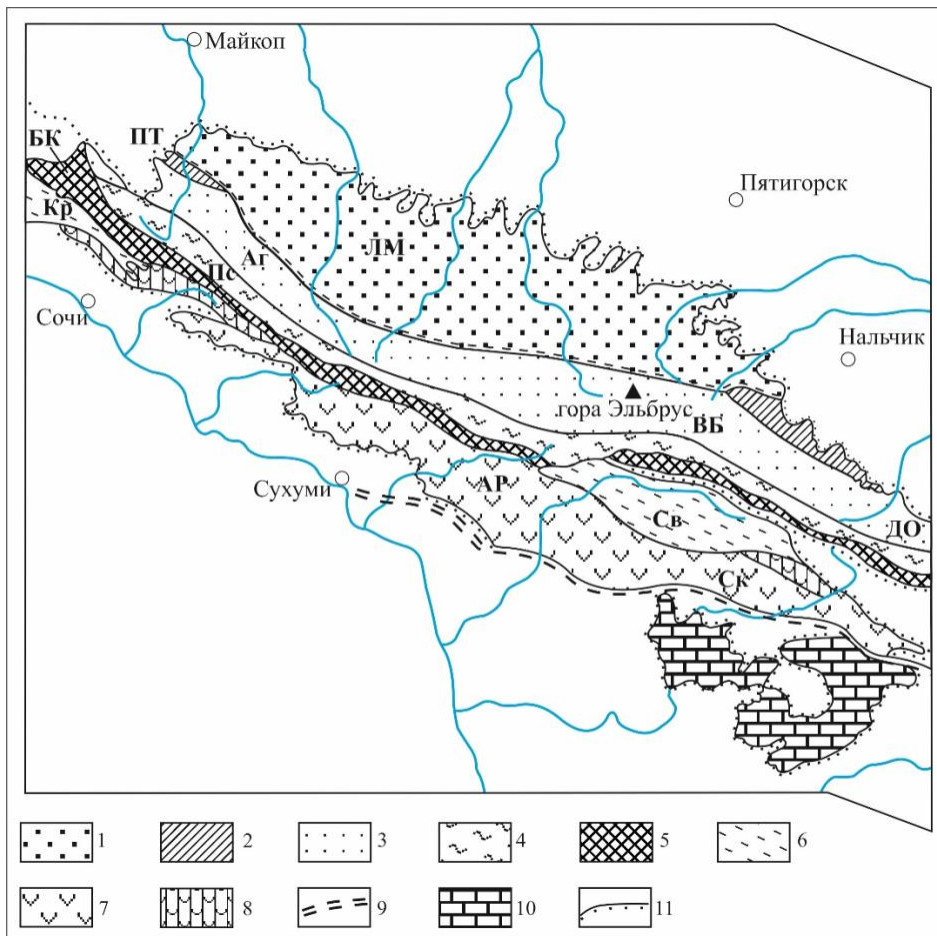 Майкоп
БК
ПТ
Пятигорск
Кр
ЛМ
Аг
Пс
Сочи
Нальчик
гора Эльбрус
ВБ
Сухуми
АР
Св
ДО
Ск
1
2
3
4
5
6
7
8
9
10
11